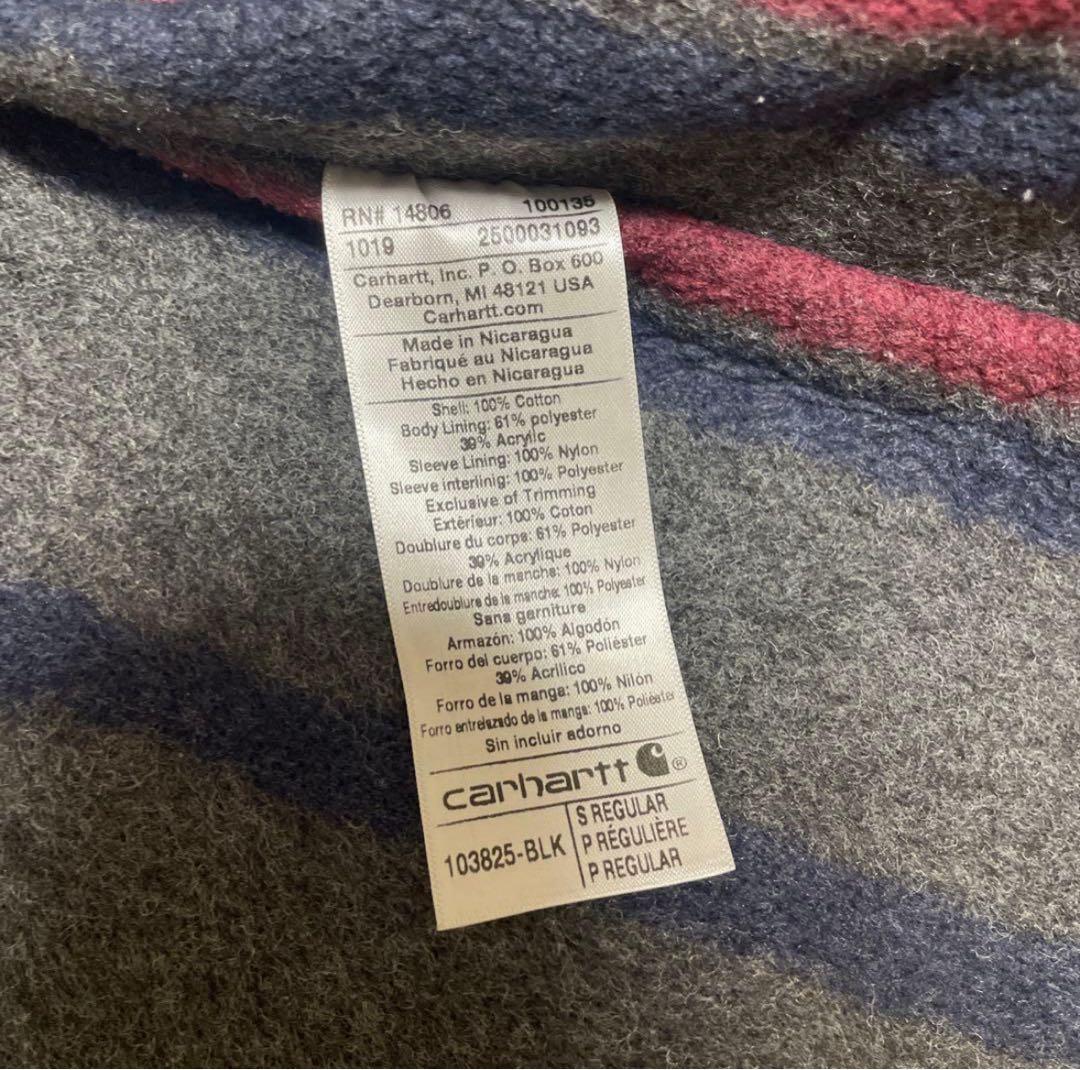 RN# 14806 100135
1019 2500031093
Carhartt, Inc. P. O. Box 600
Dearborn, MI 48121 USA
Carhartt.com
Made in Nicaragua
Fabriqué au Nicaragua
Hecho en Nicaragua
Shell: 100% Cotton
Body Lining: 61% polyester
39% Acrylic
Sleeve Lining: 100% Nylon
Sleeve interlinig: 100% Polyester
Exclusive of Trimming
Extérieur: 100% Coton
Doublure du corps: 61% Polyester
39% Acrylique
Doublure de la manche: 100% Nylon
Entredoublure de la manche: 100% Polyester
Sans garniture
Armazón: 100% Algodón
Forro del cuerpo: 61% Poliéster
39% Acrilico
Forro de la manga: 100% Nilón
Forro entrelazado de la manga: 100% Poliéster
Sin incluir adorno
carhartt ®
103825-BLK
S REGULAR
P RÉGULIÈRE
P REGULAR